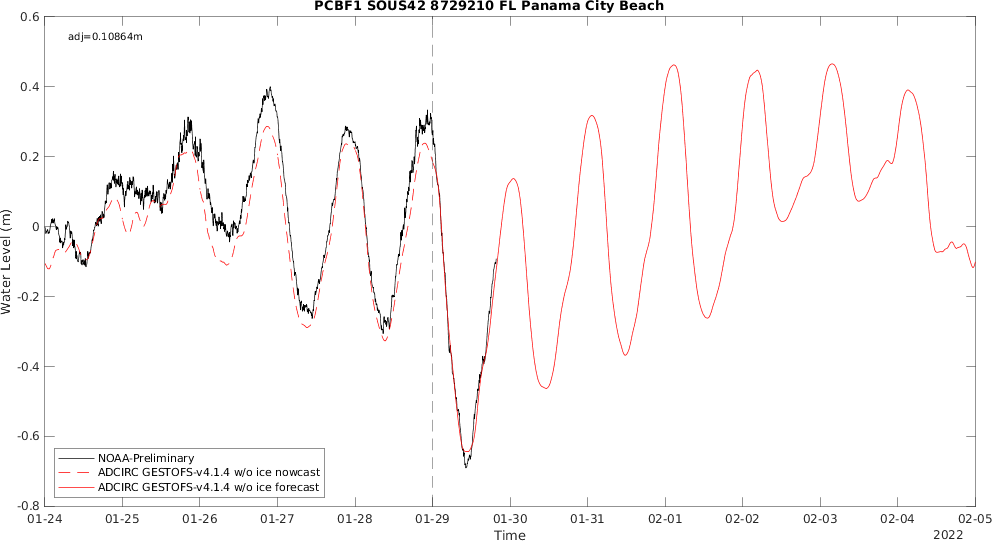 PCBF1 SOUS42 8729210 FL Panama City Beach
adj=0.10864m
0.6
0.4
0.2
0
-0.2
-0.4
-0.6
-0.8
Water Level (m)
NOAA-Preliminary
ADCIRC GESTOFS-v4.1.4 w/o ice nowcast
ADCIRC GESTOFS-v4.1.4 w/o ice forecast
01-24 01-25 01-26 01-27 01-28 01-29 01-30 01-31 02-01 02-02 02-03 02-04 02-05
Time
2022